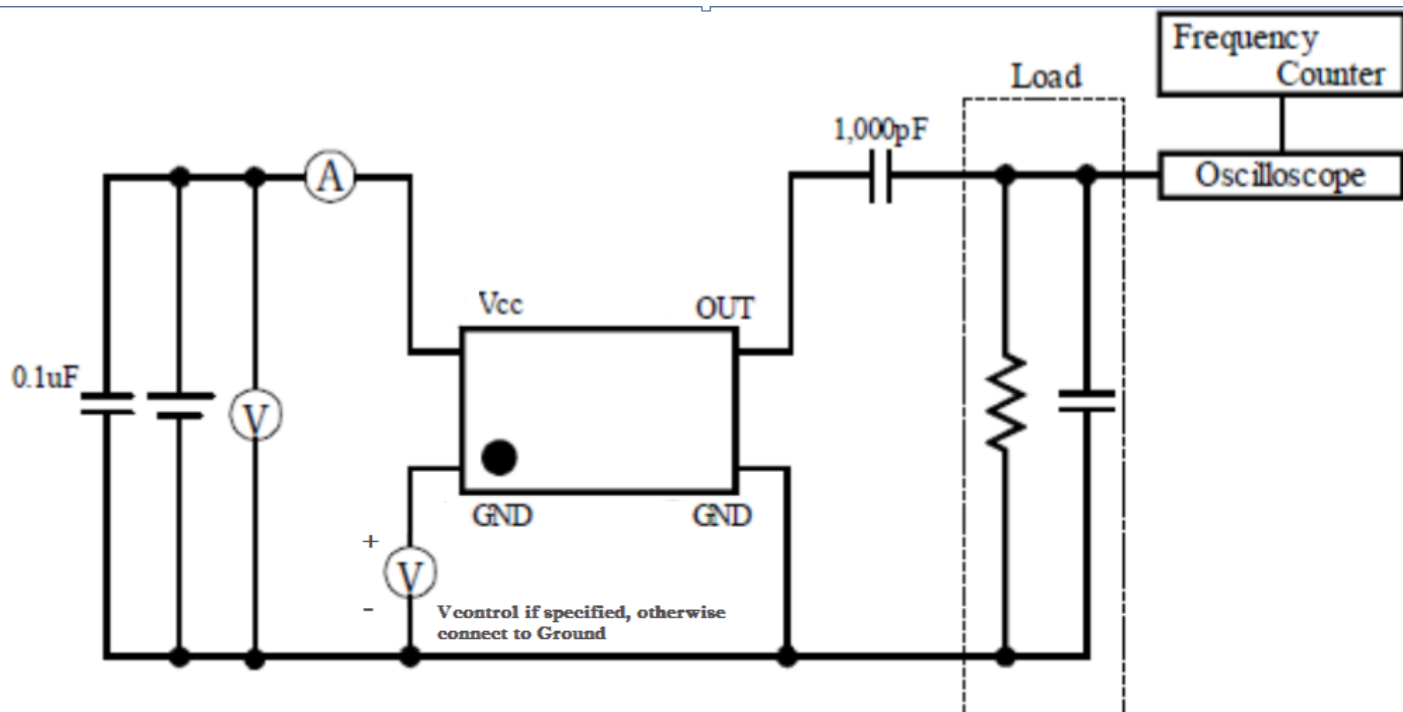 Frequency
Counter
Load
1,000pF
Oscilloscope
A
Vcc
OUT
0.1uF
V
GND
GND
+
V
-
Vcontrol if specified, otherwise
connect to Ground